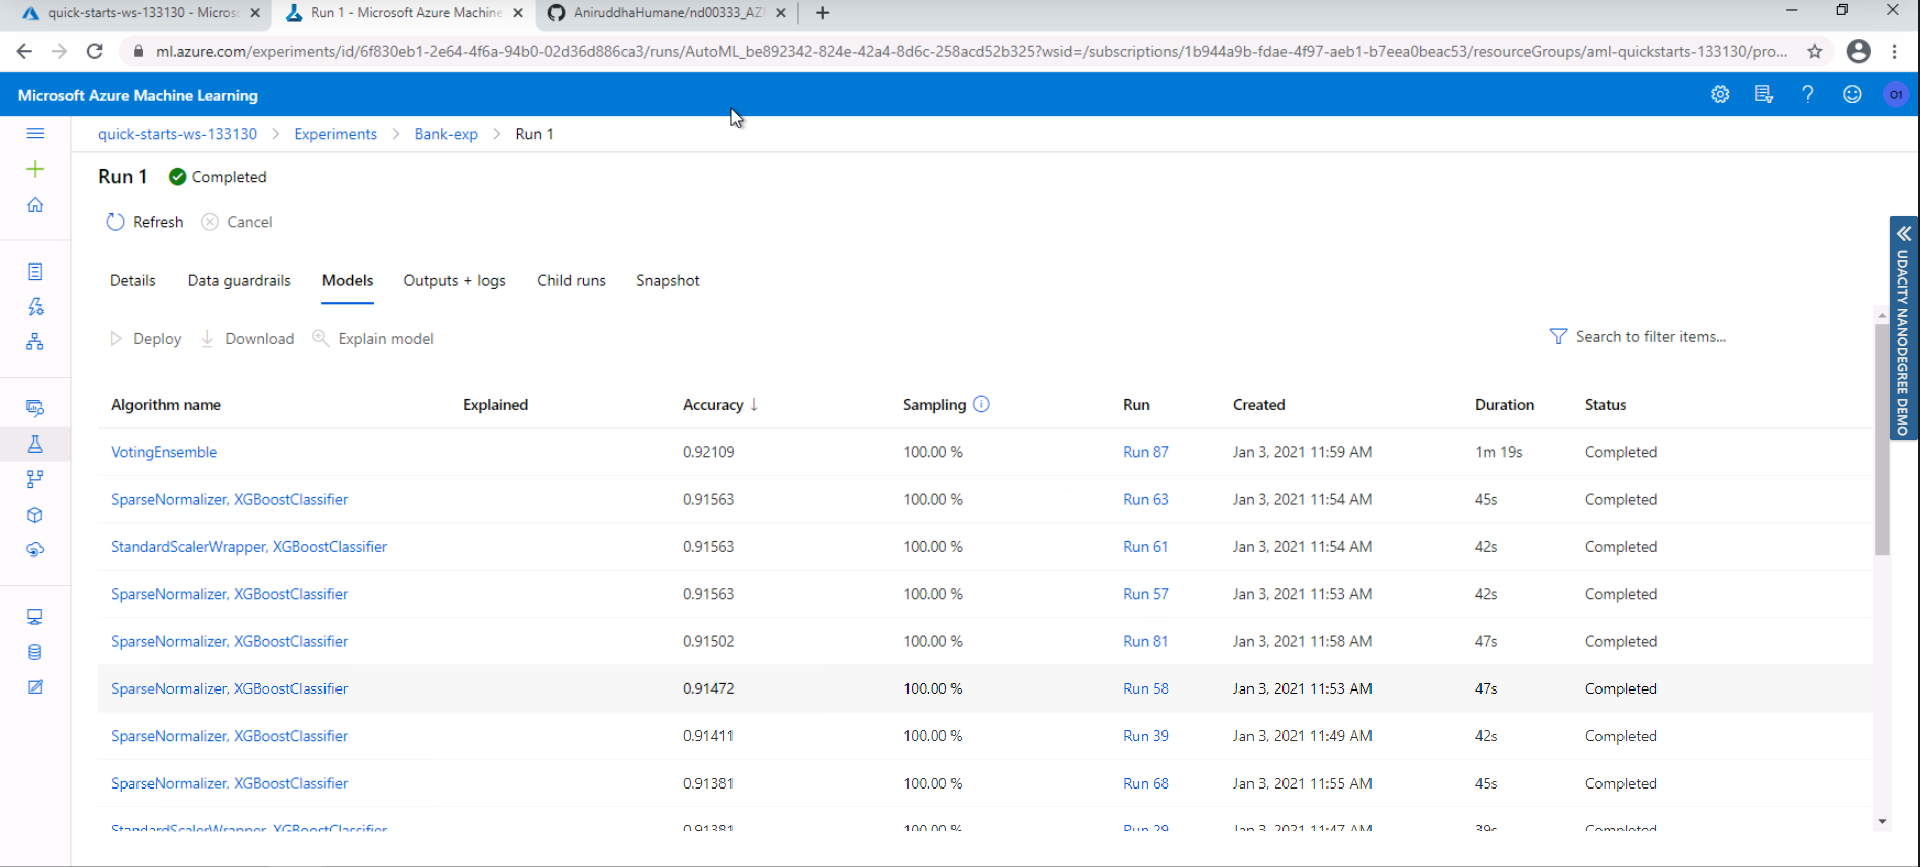 quick-starts-ws-133130 - Micros
Run 1 - Microsoft Azure Machine
AniruddhaHumane/nd00333_AZ
ml.azure.com/experiments/id/6f830eb1-2e64-4f6a-94b0-02d36d886ca3/runs/AutoML_be892342-824e-42a4-8d6c-258acd52b325?wsid=/subscriptions/1b944a9b-fdae-4f97-aeb1-b7eea0beac53/resourceGroups/aml-quickstarts-133130/pro...
Microsoft Azure Machine Learning
O1
quick-starts-ws-133130 > Experiments > Bank-exp > Run 1
Run 1 Completed
Refresh Cancel
UDACITY NANODEGREE DEMO
Details Data guardrails Models Outputs + logs Child runs Snapshot
Deploy Download Explain model Search to filter items...
Algorithm name Explained Accuracy ↓ Sampling Run Created Duration Status
VotingEnsemble 0.92109 100.00 % Run 87 Jan 3, 2021 11:59 AM 1m 19s Completed
SparseNormalizer, XGBoostClassifier 0.91563 100.00 % Run 63 Jan 3, 2021 11:54 AM 45s Completed
StandardScalerWrapper, XGBoostClassifier 0.91563 100.00 % Run 61 Jan 3, 2021 11:54 AM 42s Completed
SparseNormalizer, XGBoostClassifier 0.91563 100.00 % Run 57 Jan 3, 2021 11:53 AM 42s Completed
SparseNormalizer, XGBoostClassifier 0.91502 100.00 % Run 81 Jan 3, 2021 11:58 AM 47s Completed
SparseNormalizer, XGBoostClassifier 0.91472 100.00 % Run 58 Jan 3, 2021 11:53 AM 47s Completed
SparseNormalizer, XGBoostClassifier 0.91411 100.00 % Run 39 Jan 3, 2021 11:49 AM 42s Completed
SparseNormalizer, XGBoostClassifier 0.91381 100.00 % Run 68 Jan 3, 2021 11:55 AM 45s Completed
StandardScalerWrapper, XGBoostClassifier 0.91381 100.00 % Run 29 Jan 3, 2021 11:47 AM 39s Completed